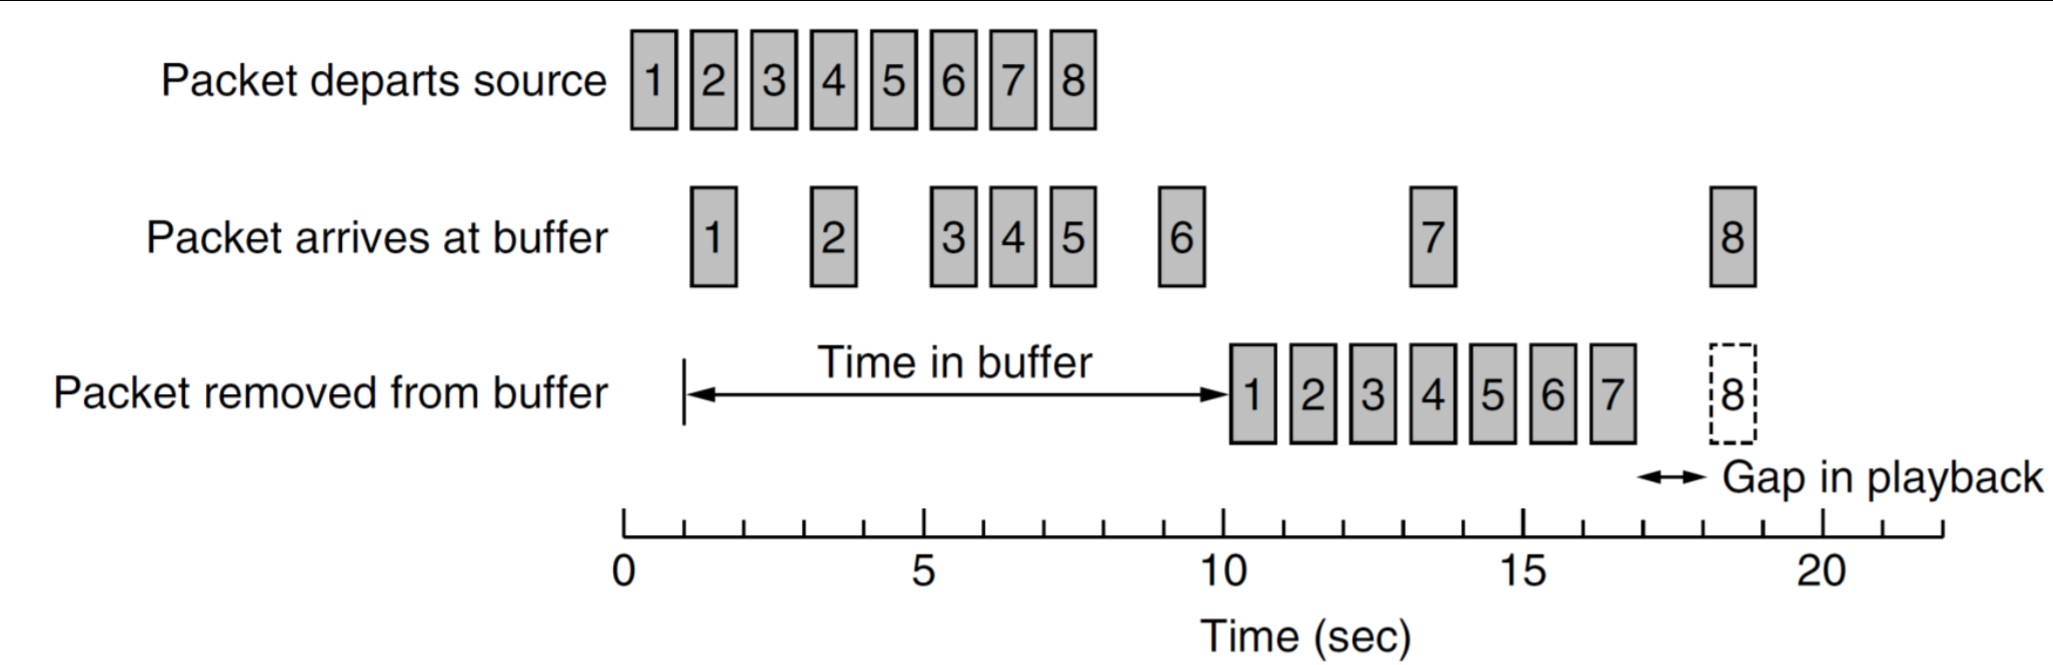 Packet departs source 1 2 3 4 5 6 7 8
Packet arrives at buffer 1 2 3 4 5 6 7 8
Time in buffer
Packet removed from buffer 1 2 3 4 5 6 7 8
Gap in playback
0 5 10 15 20
Time (sec)